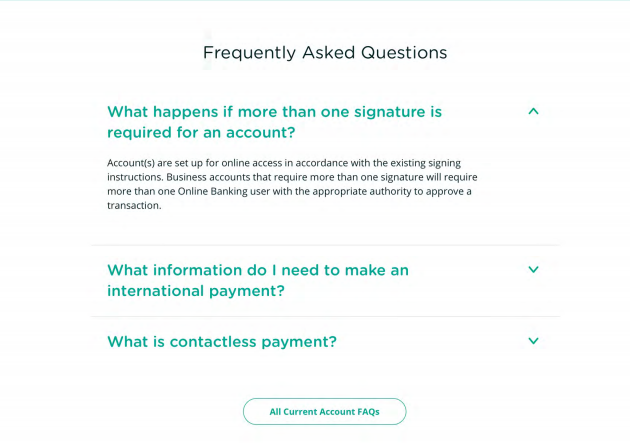 Frequently Asked Questions
What happens if more than one signature is
required for an account?
Account(s) are set up for online access in accordance with the existing signing
instructions. Business accounts that require more than one signature will require
more than one Online Banking user with the appropriate authority to approve a
transaction.
What information do I need to make an
international payment?
What is contactless payment?
All Current Account FAQs